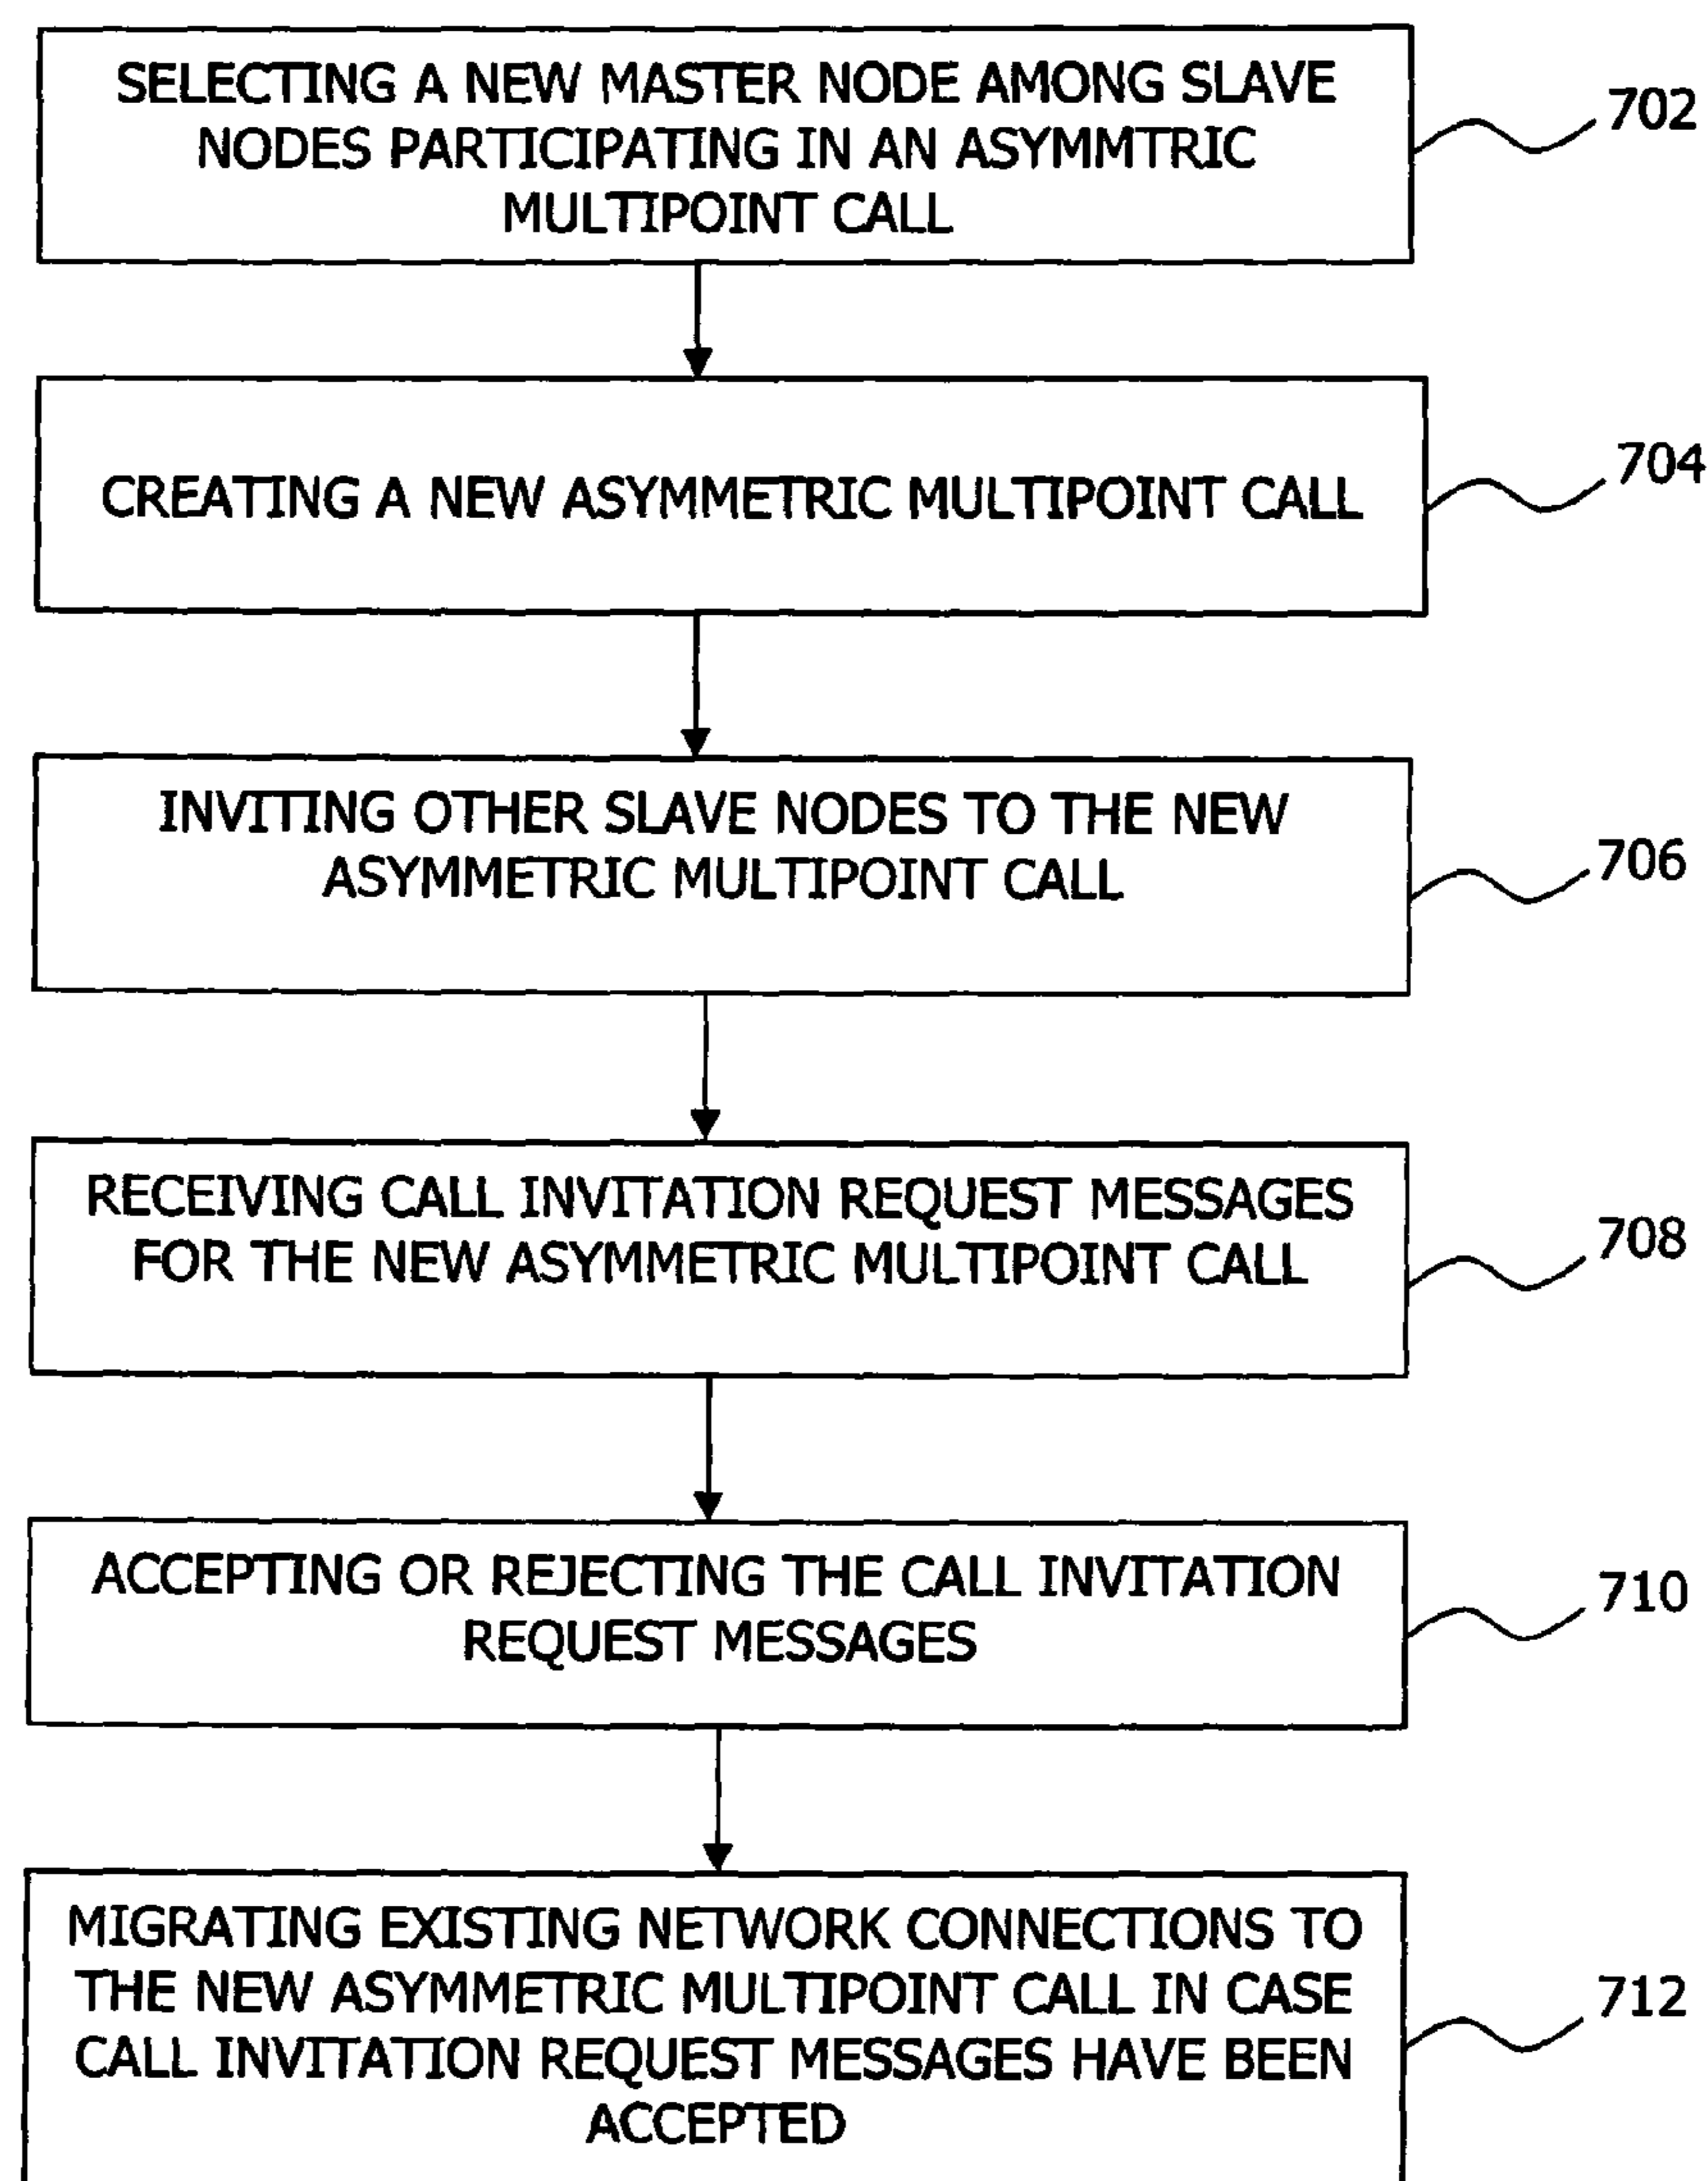 SELECTING A NEW MASTER NODE AMONG SLAVE
NODES PARTICIPATING IN AN ASYMMTRIC
MULTIPOINT CALL
702
CREATING A NEW ASYMMETRIC MULTIPOINT CALL
704
INVITING OTHER SLAVE NODES TO THE NEW
ASYMMETRIC MULTIPOINT CALL
706
RECEIVING CALL INVITATION REQUEST MESSAGES
FOR THE NEW ASYMMETRIC MULTIPOINT CALL
708
ACCEPTING OR REJECTING THE CALL INVITATION
REQUEST MESSAGES
710
MIGRATING EXISTING NETWORK CONNECTIONS TO
THE NEW ASYMMETRIC MULTIPOINT CALL IN CASE
CALL INVITATION REQUEST MESSAGES HAVE BEEN
ACCEPTED
712